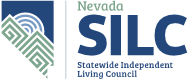 Nevada
SILC
Statewide Independent
Living Council